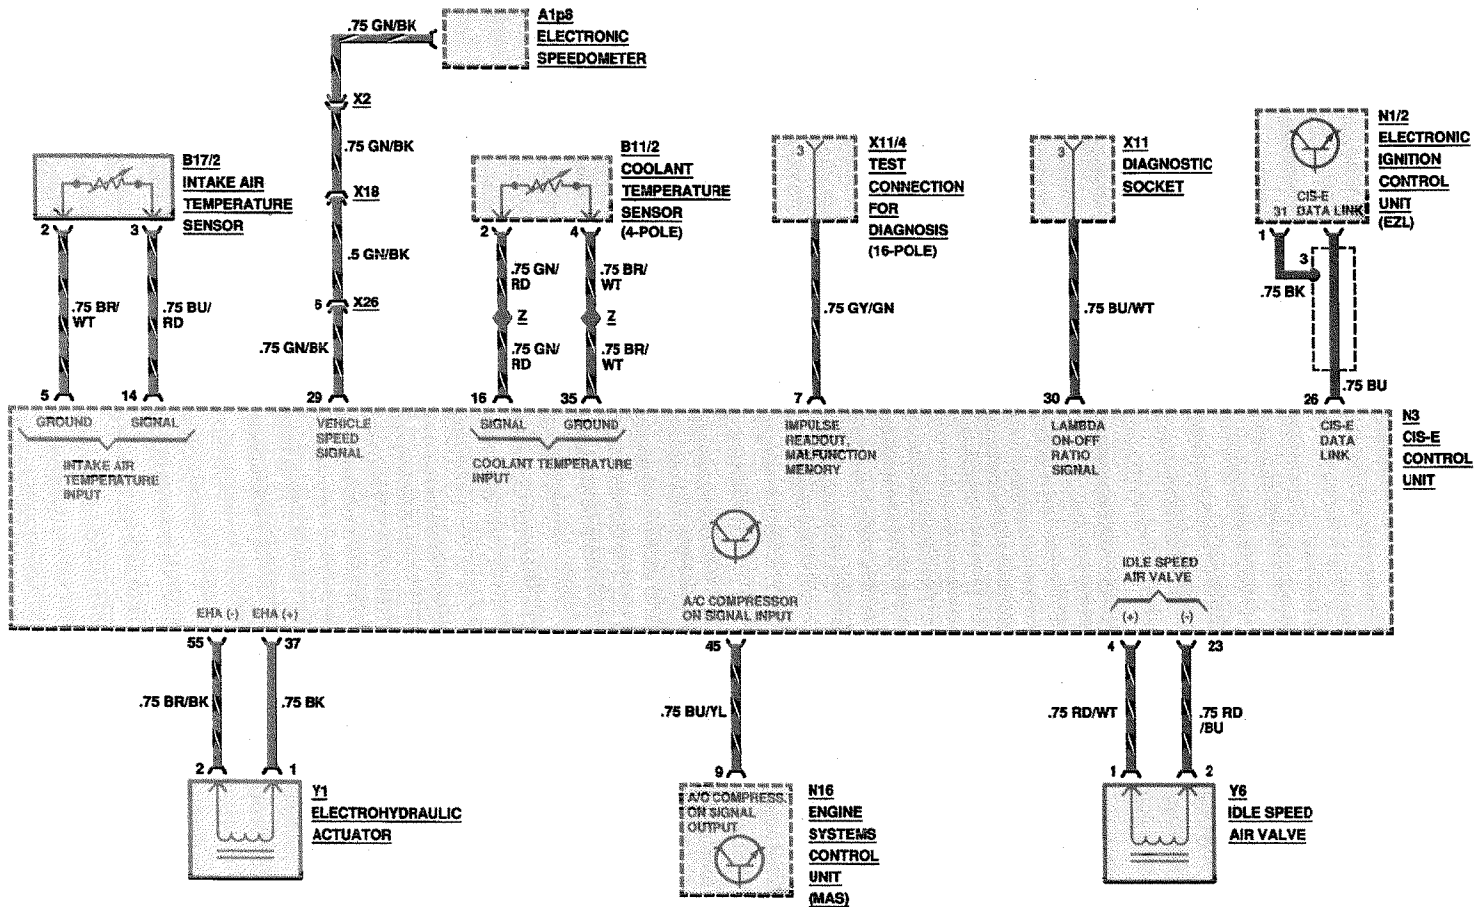 .75 GN/BK
A1p8
ELECTRONIC
SPEEDOMETER
X2
.75 GN/BK
X18
.5 GN/BK
6 X26
.75 GN/BK
29
B17/2
INTAKE AIR
TEMPERATURE
SENSOR
2 3
.75 BR/
WT
.75 BU/
RD
5 14
B11/2
COOLANT
TEMPERATURE
SENSOR
(4-POLE)
2 4
.75 GN/
RD
.75 BR/
WT
Z Z
.75 GN/
RD
.75 BR/
WT
16 35
3
X11/4
TEST
CONNECTION
FOR
DIAGNOSIS
(16-POLE)
.75 GY/GN
7
3
X11
DIAGNOSTIC
SOCKET
.75 BU/WT
30
N1/2
ELECTRONIC
IGNITION
CONTROL
UNIT
(EZL)
CIS-E
31 DATA LINK
1
3
.75 BK
.75 BU
26
GROUND SIGNAL
INTAKE AIR
TEMPERATURE
INPUT
VEHICLE
SPEED
SIGNAL
SIGNAL GROUND
COOLANT TEMPERATURE
INPUT
IMPULSE
READOUT,
MALFUNCTION
MEMORY
LAMBDA
ON-OFF
RATIO
SIGNAL
CIS-E
DATA
LINK
N3
CIS-E
CONTROL
UNIT
EHA (-) EHA (+)
A/C COMPRESSOR
ON SIGNAL INPUT
IDLE SPEED
AIR VALVE
(+) (-)
55 37
.75 BR/BK
.75 BK
2 1
Y1
ELECTROHYDRAULIC
ACTUATOR
45
.75 BU/YL
9
A/C COMPRESS.
ON SIGNAL
OUTPUT
N16
ENGINE
SYSTEMS
CONTROL
UNIT
(MAS)
4 23
.75 RD/WT
.75 RD
/BU
1 2
Y6
IDLE SPEED
AIR VALVE